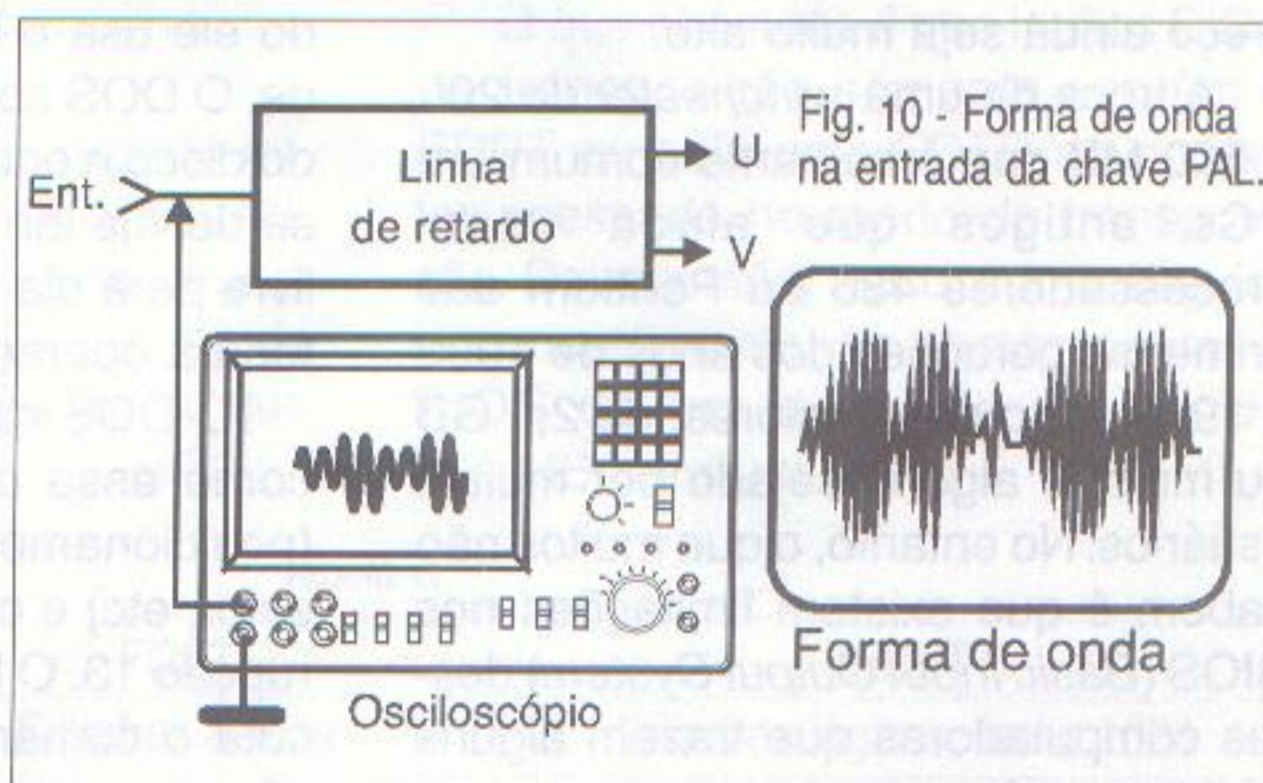 Fig. 10 - Forma de onda
na entrada da chave PAL.
Ent.
Linha
de retardo
U
V
Osciloscópio
Forma de onda